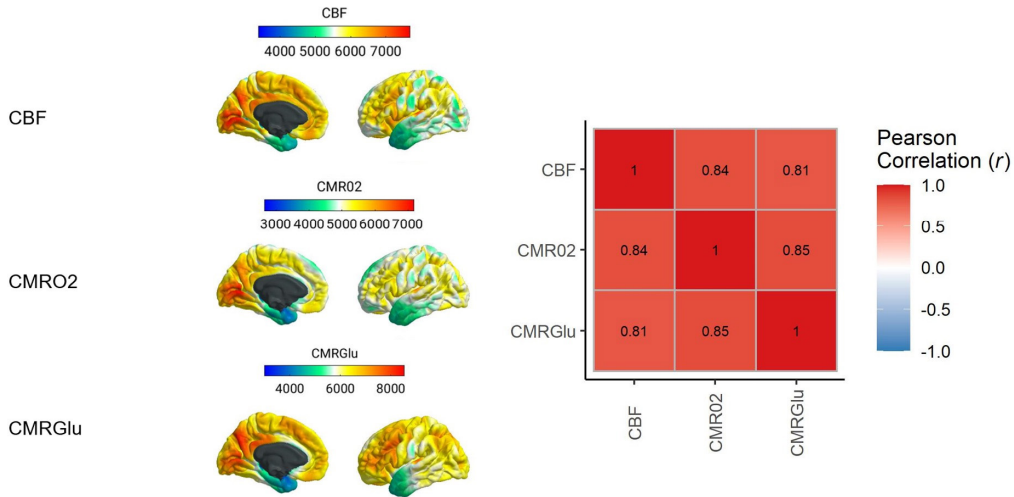 CBF
4000 5000 6000 7000
CBF
CMR02
3000 4000 5000 6000 7000
CMRO2
CMRGlu
4000 6000 8000
CMRGlu
Pearson
Correlation (r)
1.0
0.5
0.0
-0.5
-1.0
CBF 1 0.84 0.81
CMR02 0.84 1 0.85
CMRGlu 0.81 0.85 1
CBF CMR02 CMRGlu